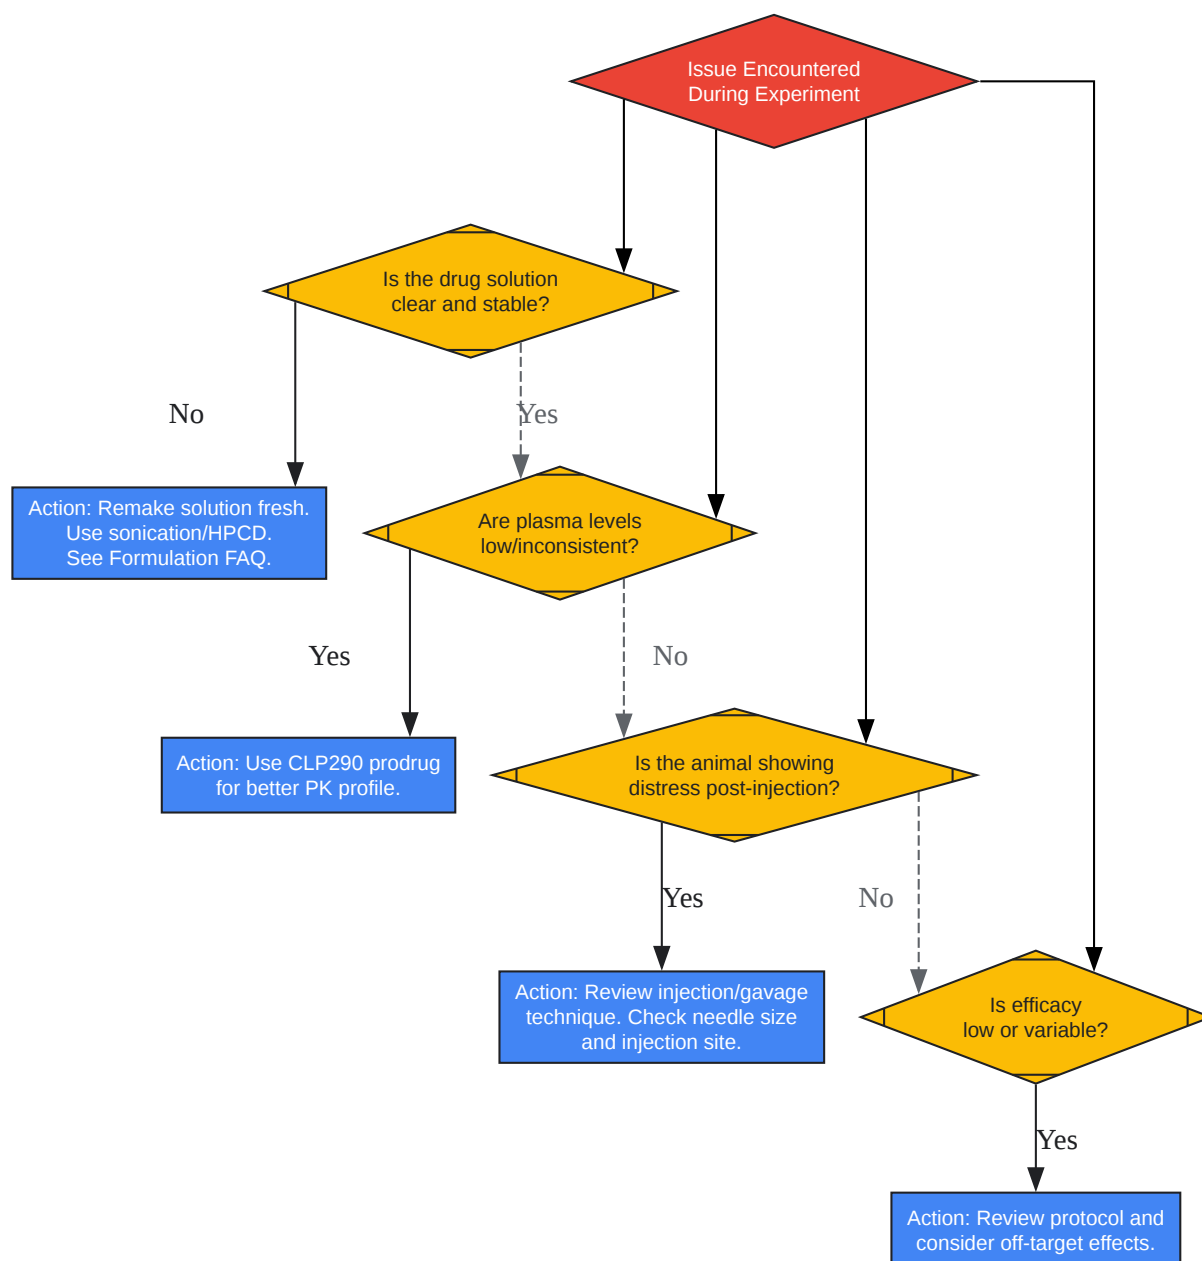 Issue Encountered
During Experiment
Is the drug solution
clear and stable?
No
Yes
Action: Remake solution fresh.
Use sonication/HPCD.
See Formulation FAQ.
Are plasma levels
low/inconsistent?
Yes
No
Action: Use CLP290 prodrug
for better PK profile.
Is the animal showing
distress post-injection?
Yes
No
Action: Review injection/gavage
technique. Check needle size
and injection site.
Is efficacy
low or variable?
Yes
Action: Review protocol and
consider off-target effects.